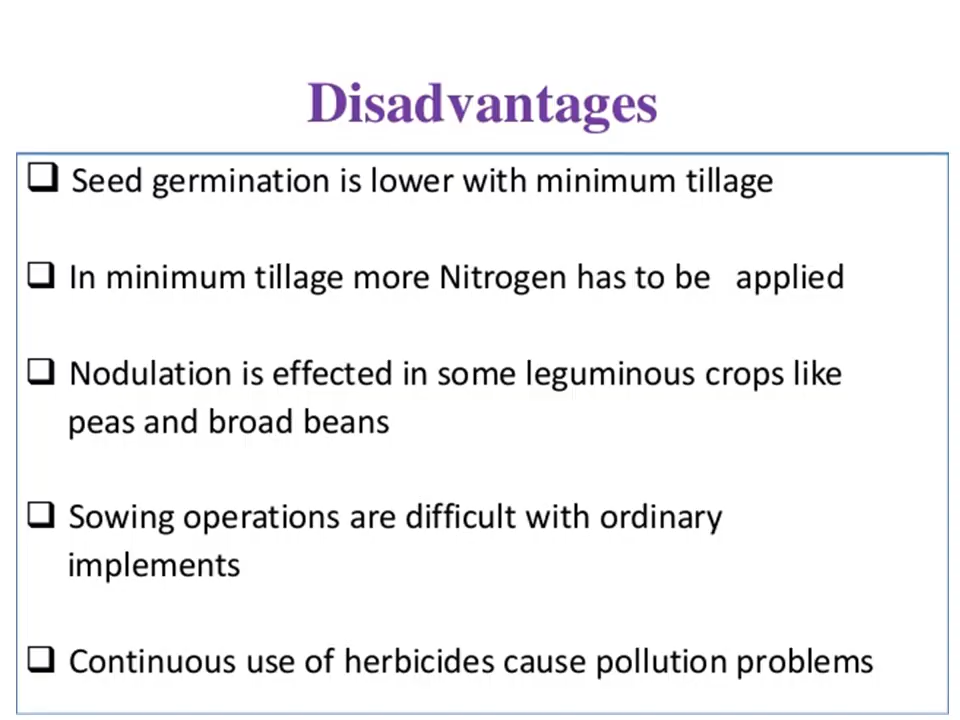 Disadvantages
❑ Seed germination is lower with minimum tillage
❑ In minimum tillage more Nitrogen has to be applied
❑ Nodulation is effected in some leguminous crops like
peas and broad beans
❑ Sowing operations are difficult with ordinary
implements
❑ Continuous use of herbicides cause pollution problems